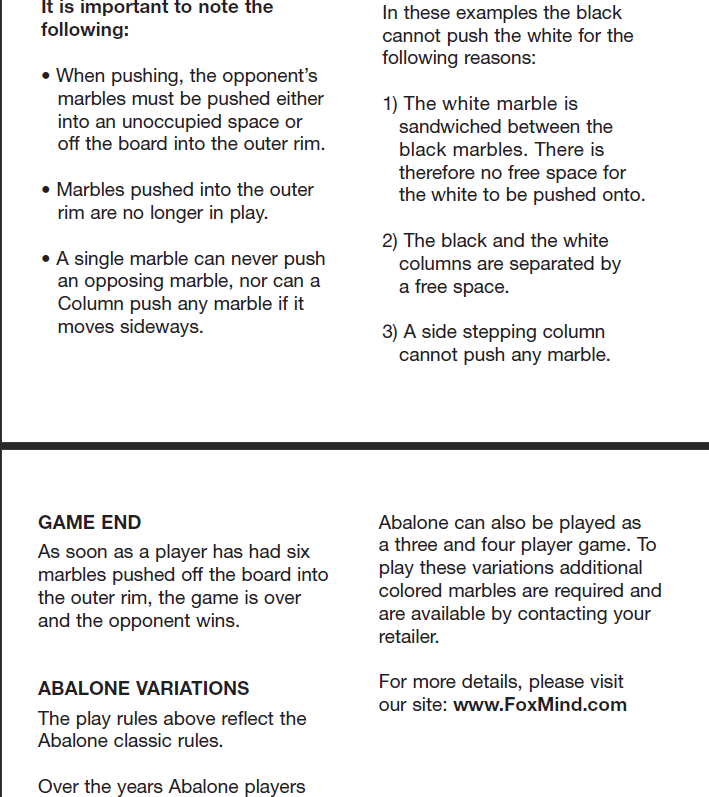 It is important to note the
following:
• When pushing, the opponent's
marbles must be pushed either
into an unoccupied space or
off the board into the outer rim.
• Marbles pushed into the outer
rim are no longer in play.
• A single marble can never push
an opposing marble, nor can a
Column push any marble if it
moves sideways.
In these examples the black
cannot push the white for the
following reasons:
1) The white marble is
sandwiched between the
black marbles. There is
therefore no free space for
the white to be pushed onto.
2) The black and the white
columns are separated by
a free space.
3) A side stepping column
cannot push any marble.
GAME END
As soon as a player has had six
marbles pushed off the board into
the outer rim, the game is over
and the opponent wins.
ABALONE VARIATIONS
The play rules above reflect the
Abalone classic rules.
Over the years Abalone players
Abalone can also be played as
a three and four player game. To
play these variations additional
colored marbles are required and
are available by contacting your
retailer.
For more details, please visit
our site: www.FoxMind.com